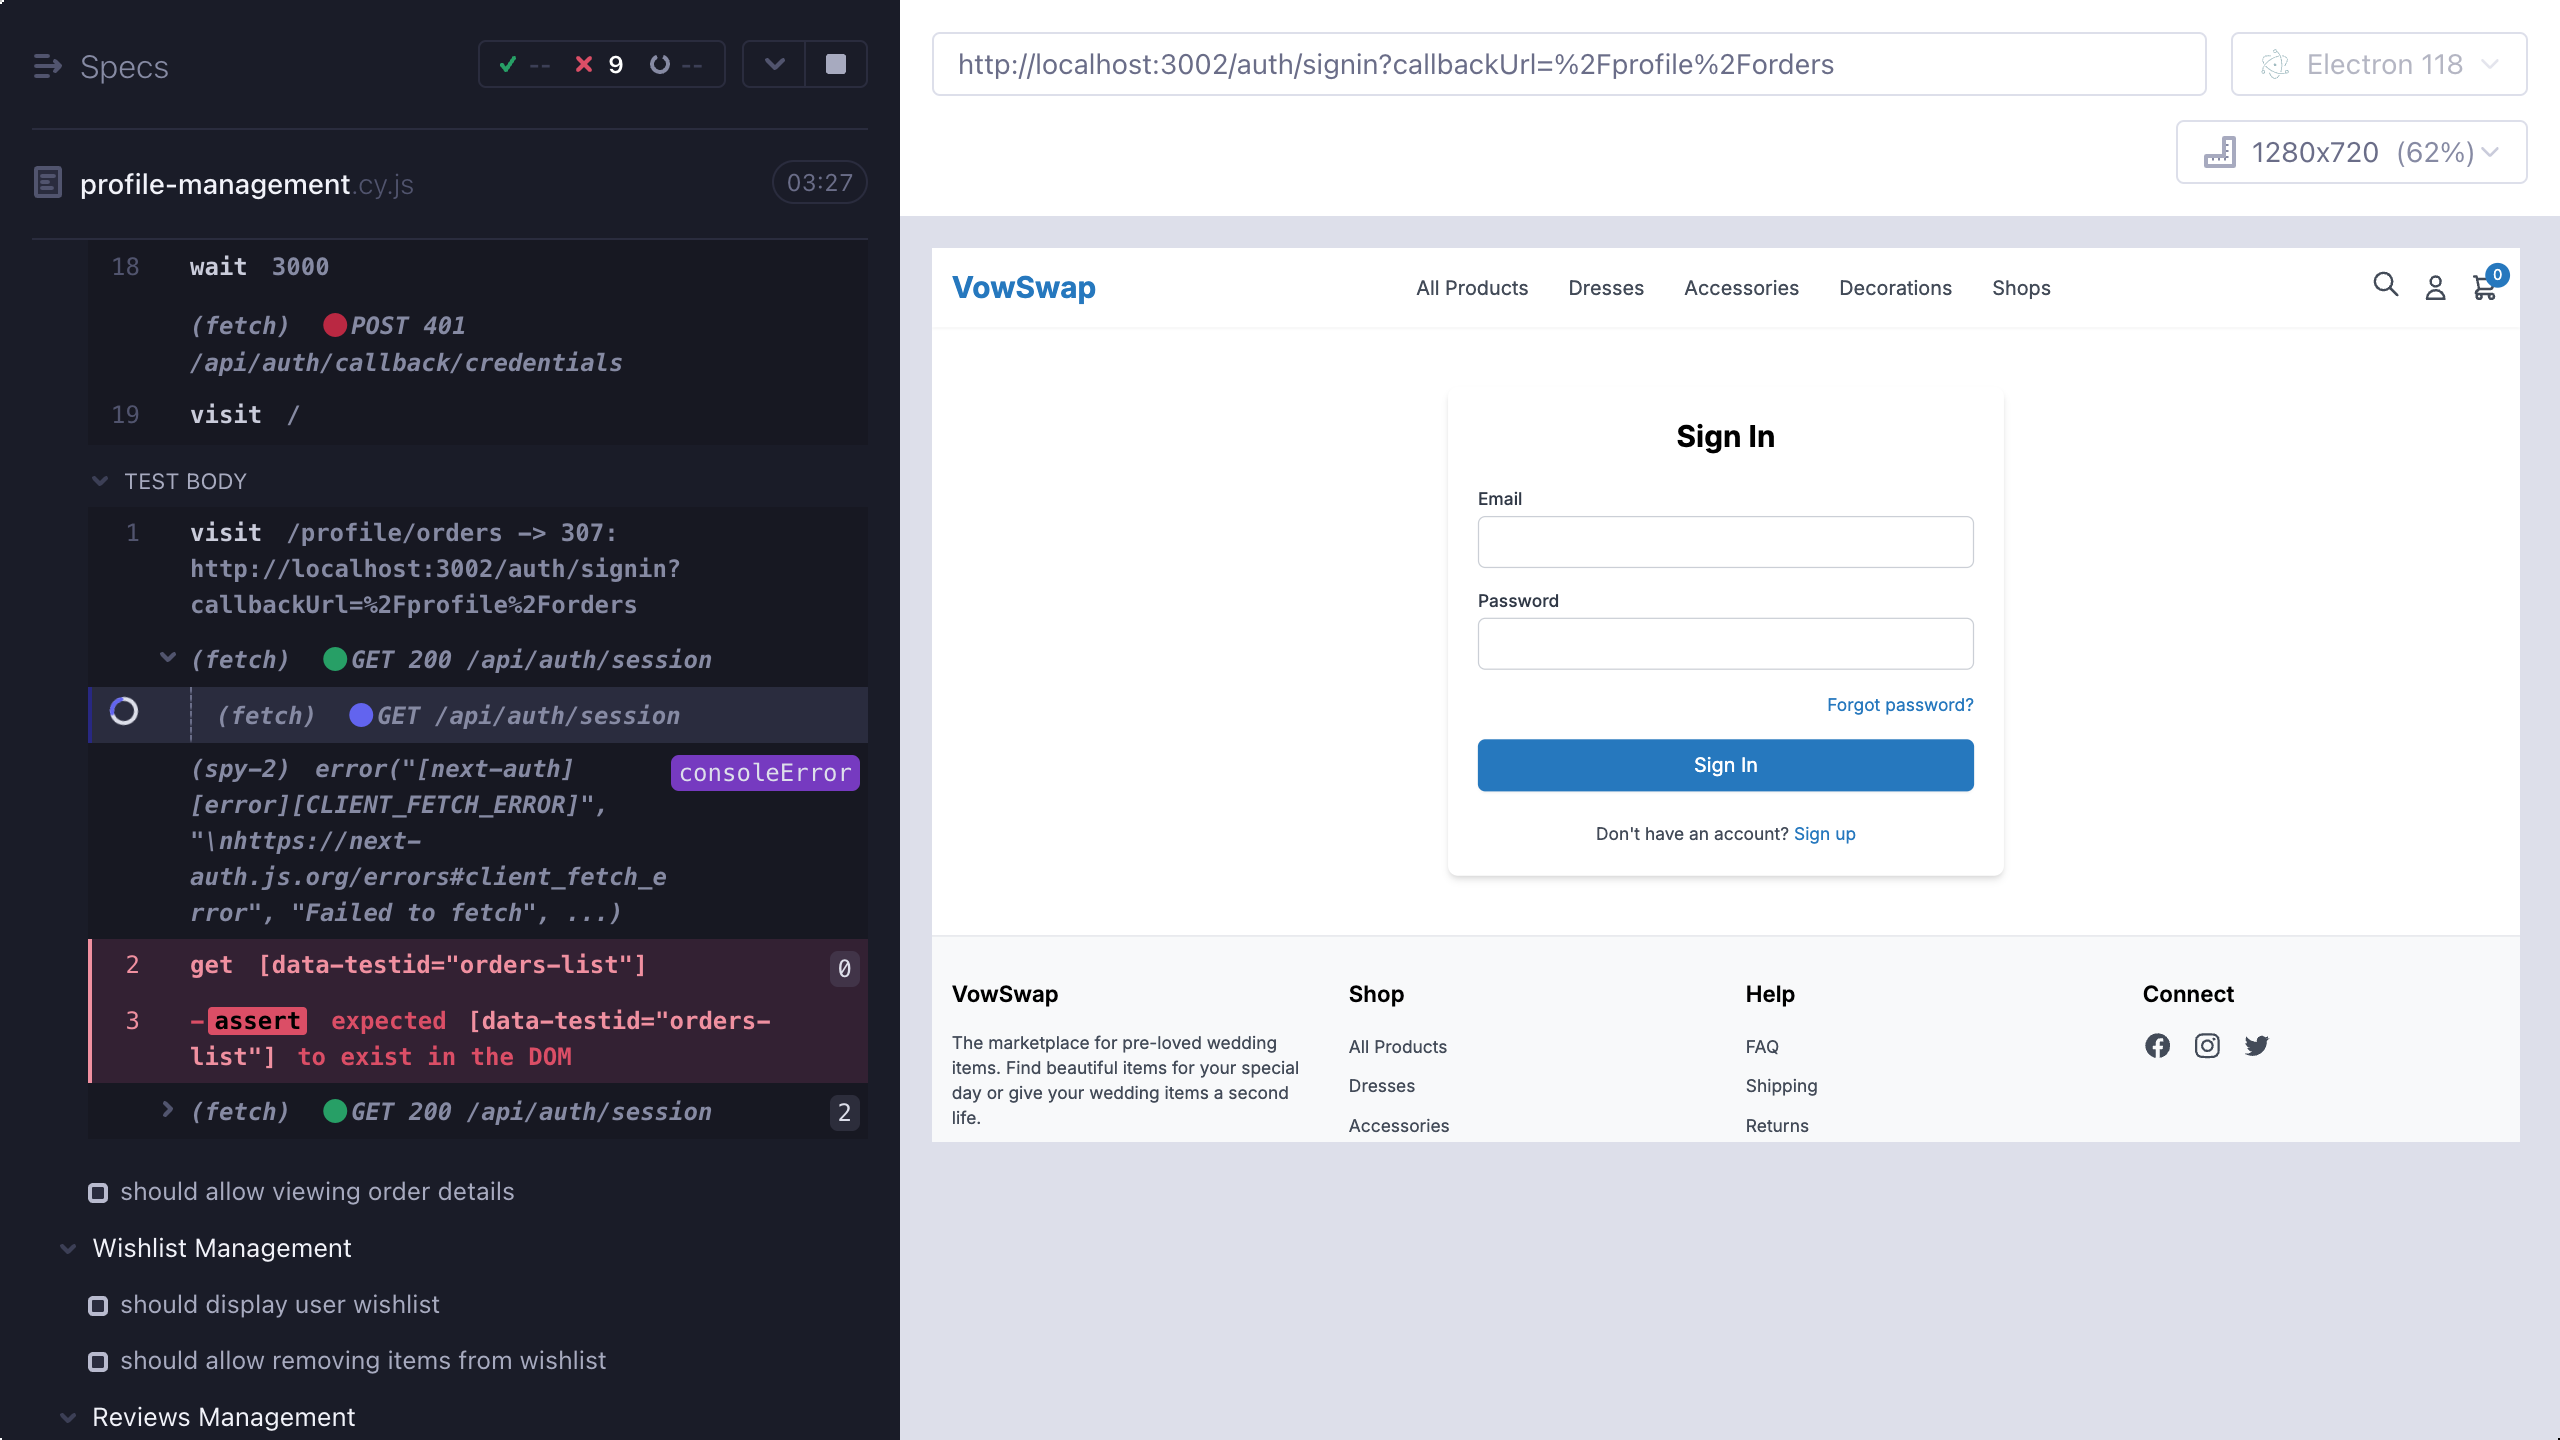 Specs
-- 9 --
profile-management.cy.js 03:27
18 wait 3000
(fetch) POST 401
/api/auth/callback/credentials
19 visit /
TEST BODY
1 visit /profile/orders -> 307:
http://localhost:3002/auth/signin?
callbackUrl=%2Fprofile%2Forders
(fetch) GET 200 /api/auth/session
(fetch) GET /api/auth/session
(spy-2) error("[next-auth] consoleError
[error][CLIENT_FETCH_ERROR]",
"\nhttps://next-
auth.js.org/errors#client_fetch_e
rror", "Failed to fetch", ...)
2 get [data-testid="orders-list"] 0
3 -assert expected [data-testid="orders-
list"] to exist in the DOM
(fetch) GET 200 /api/auth/session 2
should allow viewing order details
Wishlist Management
should display user wishlist
should allow removing items from wishlist
Reviews Management
http://localhost:3002/auth/signin?callbackUrl=%2Fprofile%2Forders
Electron 118
1280x720 (62%)
VowSwap
All Products Dresses Accessories Decorations Shops
0
Sign In
Email
Password
Forgot password?
Sign In
Don't have an account? Sign up
VowSwap
The marketplace for pre-loved wedding
items. Find beautiful items for your special
day or give your wedding items a second
life.
Shop
All Products
Dresses
Accessories
Help
FAQ
Shipping
Returns
Connect